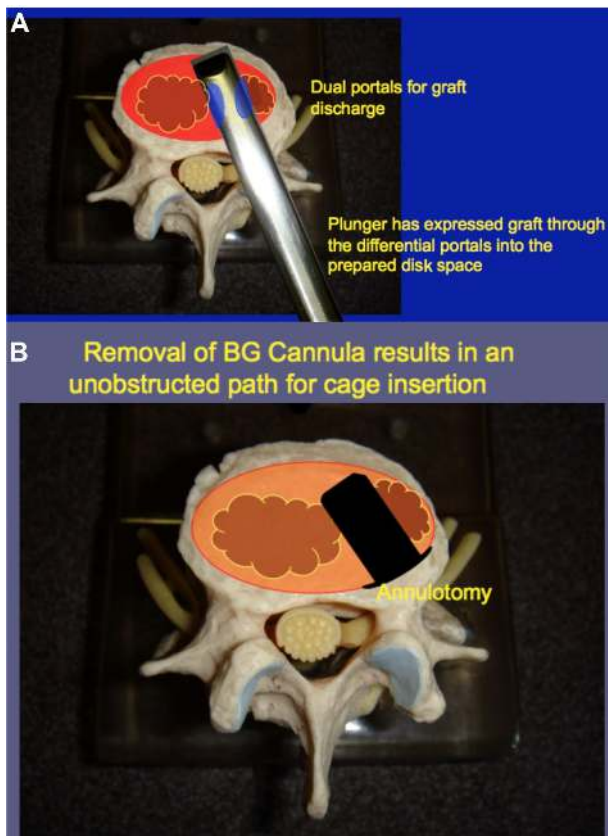 A
Dual portals for graft
discharge
Plunger has expressed graft through
the differential portals into the
prepared disk space
B
Removal of BG Cannula results in an
unobstructed path for cage insertion
Annulotomy